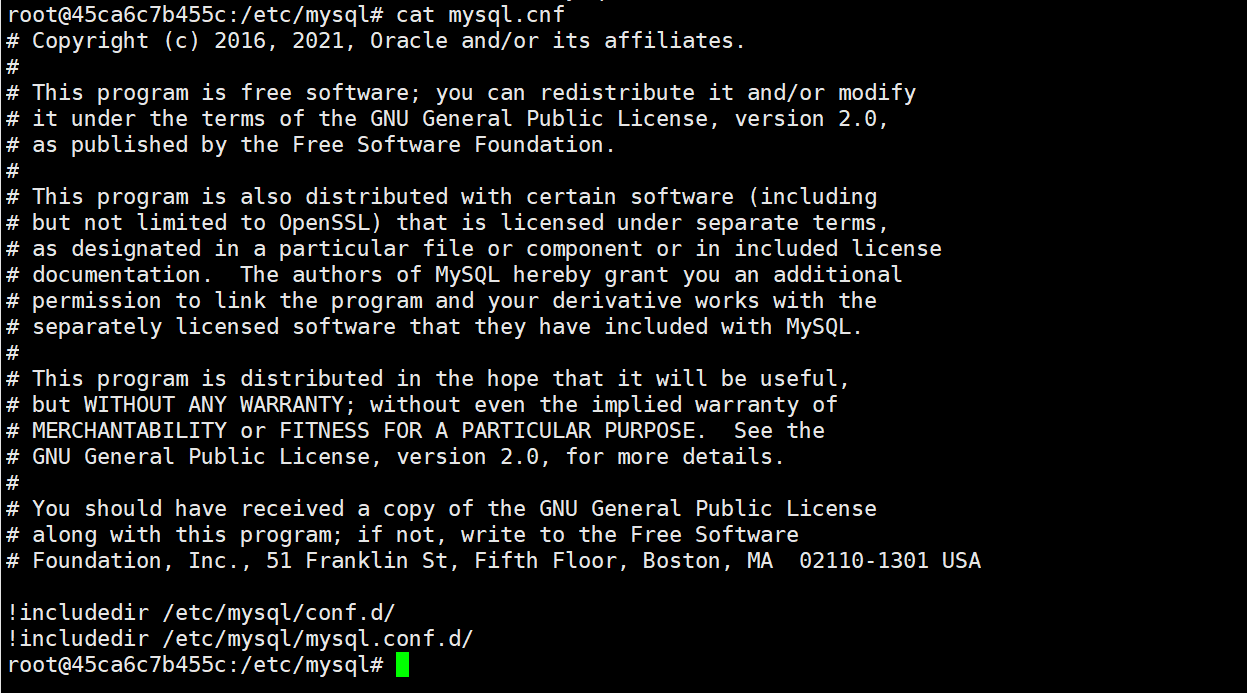 root@45ca6c7b455c:/etc/mysql# cat mysql.cnf
# Copyright (c) 2016, 2021, Oracle and/or its affiliates.
#
# This program is free software; you can redistribute it and/or modify
# it under the terms of the GNU General Public License, version 2.0,
# as published by the Free Software Foundation.
#
# This program is also distributed with certain software (including
# but not limited to OpenSSL) that is licensed under separate terms,
# as designated in a particular file or component or in included license
# documentation.  The authors of MySQL hereby grant you an additional
# permission to link the program and your derivative works with the
# separately licensed software that they have included with MySQL.
#
# This program is distributed in the hope that it will be useful,
# but WITHOUT ANY WARRANTY; without even the implied warranty of
# MERCHANTABILITY or FITNESS FOR A PARTICULAR PURPOSE.  See the
# GNU General Public License, version 2.0, for more details.
#
# You should have received a copy of the GNU General Public License
# along with this program; if not, write to the Free Software
# Foundation, Inc., 51 Franklin St, Fifth Floor, Boston, MA  02110-1301 USA

!includedir /etc/mysql/conf.d/
!includedir /etc/mysql/mysql.conf.d/
root@45ca6c7b455c:/etc/mysql#